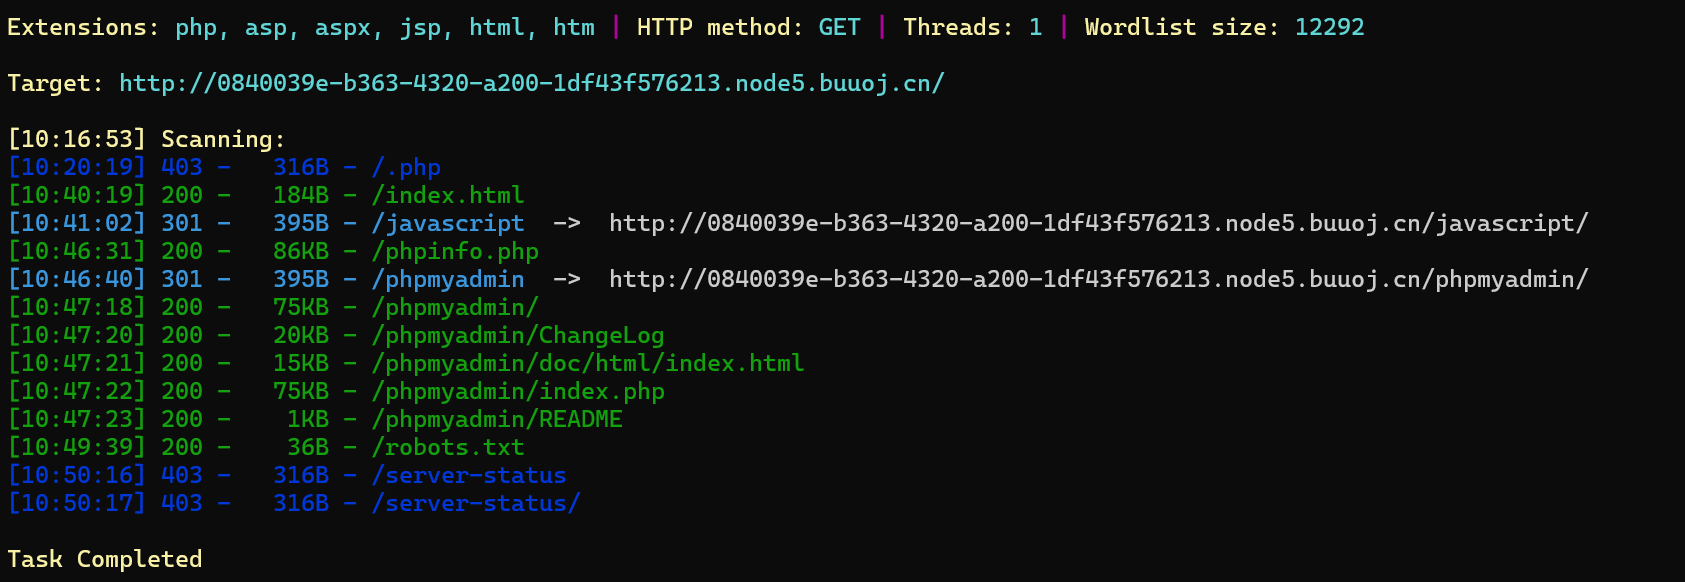 Extensions: php, asp, aspx, jsp, html, htm | HTTP method: GET | Threads: 1 | Wordlist size: 12292
Target: http://0840039e-b363-4320-a200-1df43f576213.node5.buuoj.cn/
[10:16:53] Scanning:
[10:20:19] 403 -   316B - /.php
[10:40:19] 200 -   184B - /index.html
[10:41:02] 301 -   395B - /javascript  ->  http://0840039e-b363-4320-a200-1df43f576213.node5.buuoj.cn/javascript/
[10:46:31] 200 -   86KB - /phpinfo.php
[10:46:40] 301 -   395B - /phpmyadmin  ->  http://0840039e-b363-4320-a200-1df43f576213.node5.buuoj.cn/phpmyadmin/
[10:47:18] 200 -   75KB - /phpmyadmin/
[10:47:20] 200 -   20KB - /phpmyadmin/ChangeLog
[10:47:21] 200 -   15KB - /phpmyadmin/doc/html/index.html
[10:47:22] 200 -   75KB - /phpmyadmin/index.php
[10:47:23] 200 -    1KB - /phpmyadmin/README
[10:49:39] 200 -    36B - /robots.txt
[10:50:16] 403 -   316B - /server-status
[10:50:17] 403 -   316B - /server-status/
Task Completed